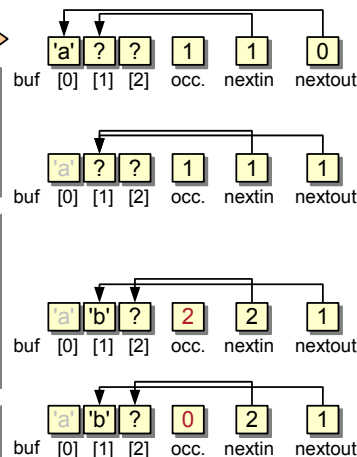 'a' ? ? 1 1 0
buf [0] [1] [2] occ. nextin nextout
'a' ? ? 1 1 1
buf [0] [1] [2] occ. nextin nextout
'a' 'b' ? 2 2 1
buf [0] [1] [2] occ. nextin nextout
'a' 'b' ? 0 2 1
buf [0] [1] [2] occ. nextin nextout